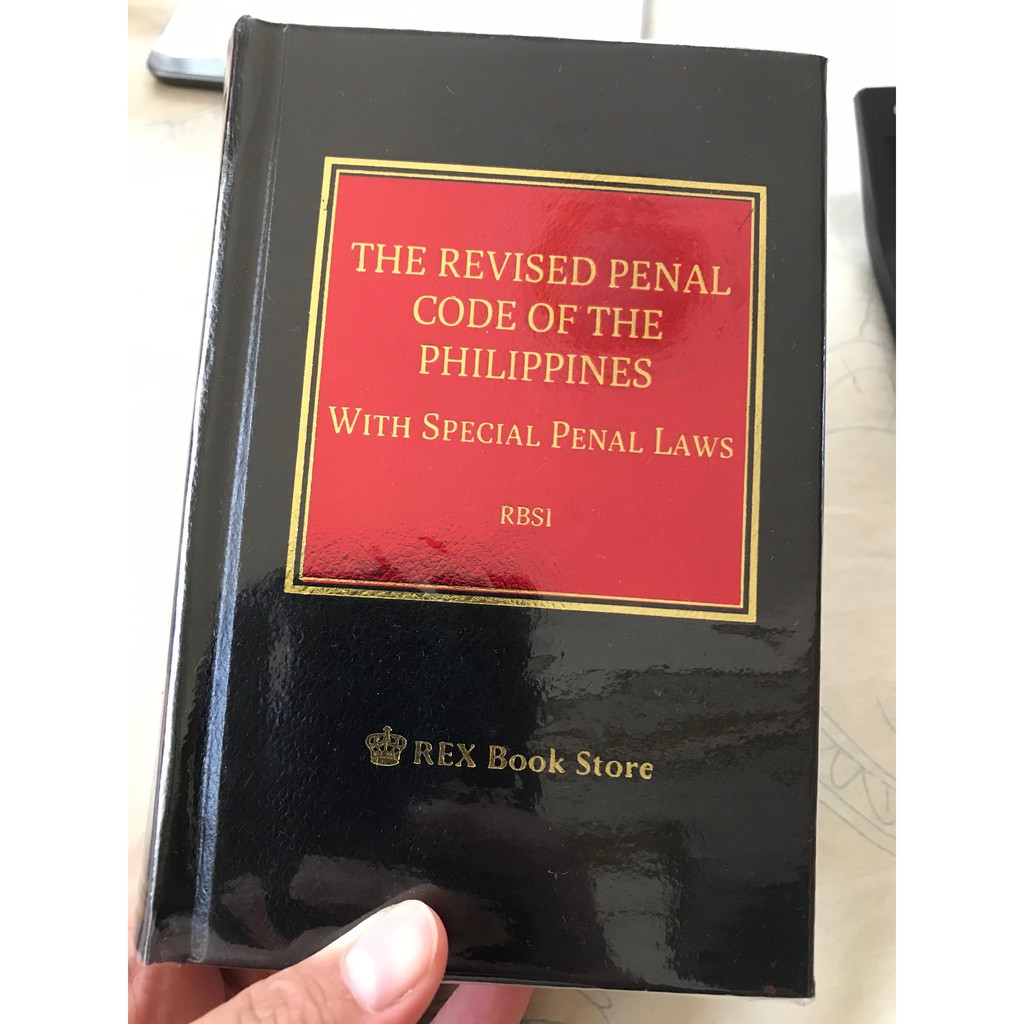 THE REVISED PENAL
CODE OF THE
PHILIPPINES
WITH SPECIAL PENAL LAWS
RBSI
REX Book Store